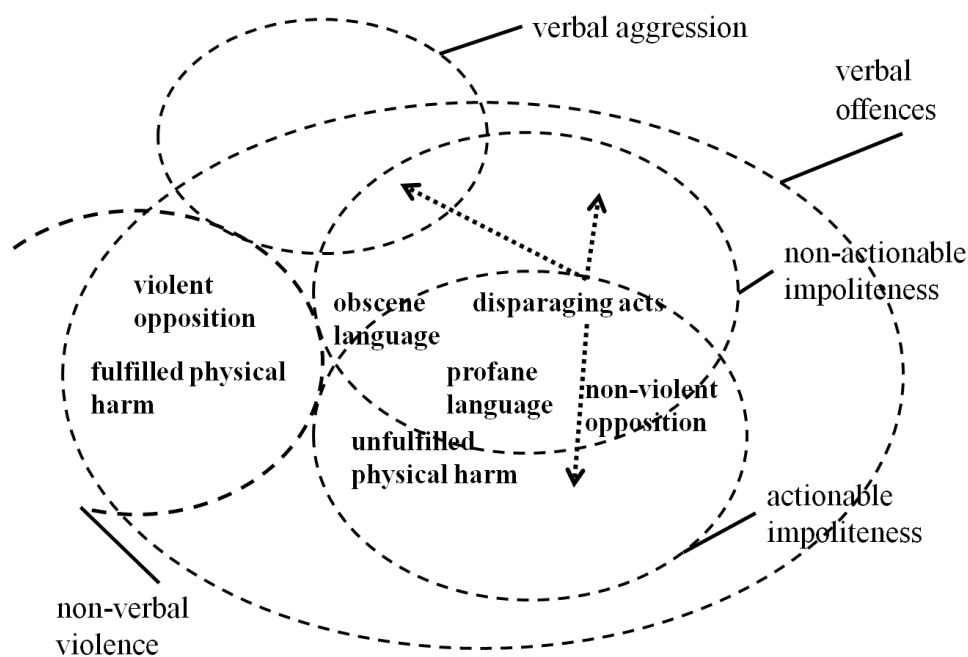 verbal aggression
verbal
offences
non-actionable
impoliteness
violent
opposition
obscene
language
disparaging acts
fulfilled physical
harm
profane
language
non-violent
opposition
unfulfilled
physical harm
actionable
impoliteness
non-verbal
violence